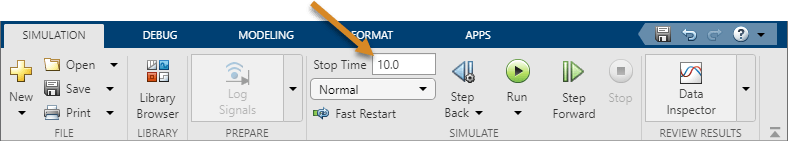 SIMULATION DEBUG MODELING FORMAT APPS
Open Stop Time 10.0
New Save Library Browser Log Signals Normal Step Back Run Step Forward Stop Data Inspector
Print Fast Restart
FILE LIBRARY PREPARE SIMULATE REVIEW RESULTS